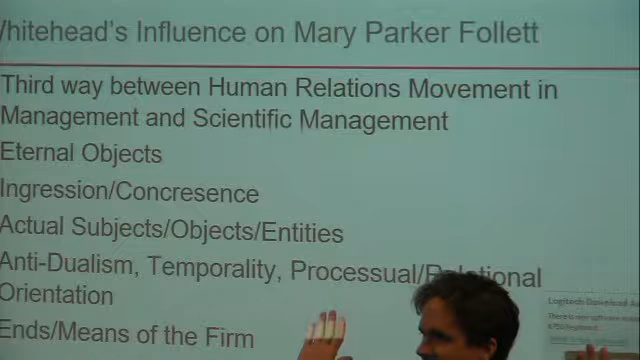 /hitehead's Influence on Mary Parker Follett
Third way between Human Relations Movement in
Management and Scientific Management
Eternal Objects
Ingression/Concresence
Actual Subjects/Objects/Entities
Anti-Dualism, Temporality, Processual/Relational
Orientation
Ends/Means of the Firm
Logitech Download